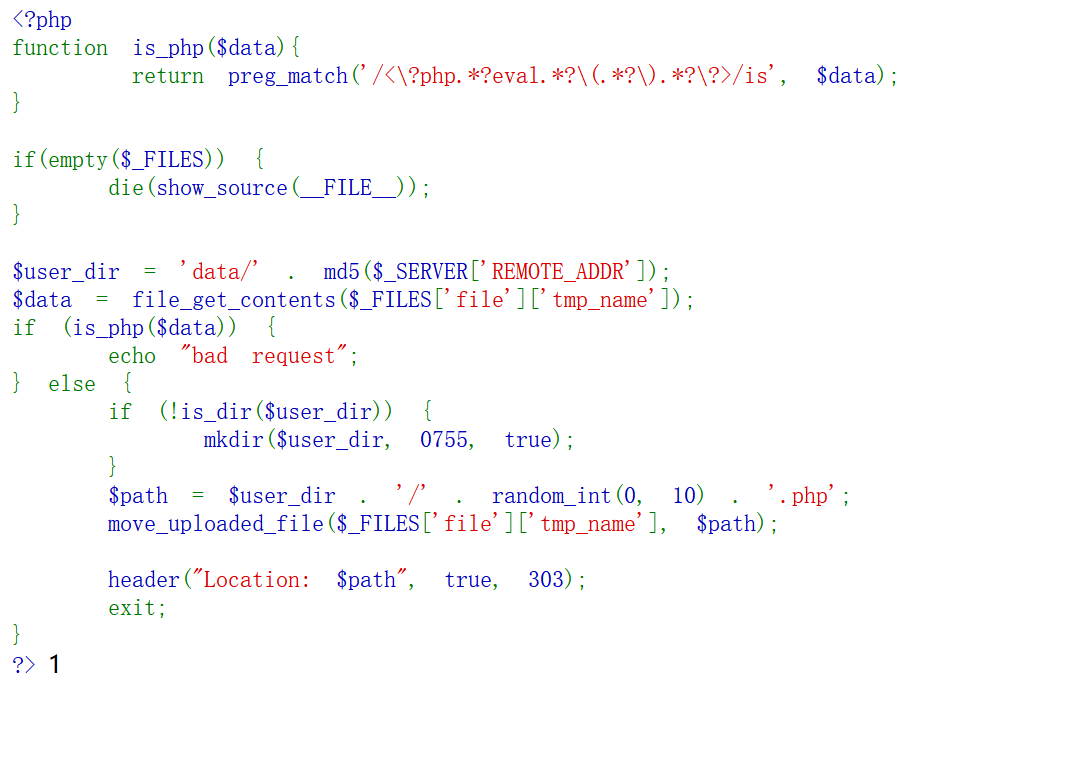 <?php
function is_php($data){
        return preg_match('/<\?php.*?eval.*?\(.*?\).*?\?>/is', $data);
}

if(empty($_FILES)) {
        die(show_source(__FILE__));
}

$user_dir = 'data/' . md5($_SERVER['REMOTE_ADDR']);
$data = file_get_contents($_FILES['file']['tmp_name']);
if (is_php($data)) {
        echo "bad request";
} else {
        if (!is_dir($user_dir)) {
                mkdir($user_dir, 0755, true);
        }
        $path = $user_dir . '/' . random_int(0, 10) . '.php';
        move_uploaded_file($_FILES['file']['tmp_name'], $path);

        header("Location: $path", true, 303);
        exit;
}
?> 1